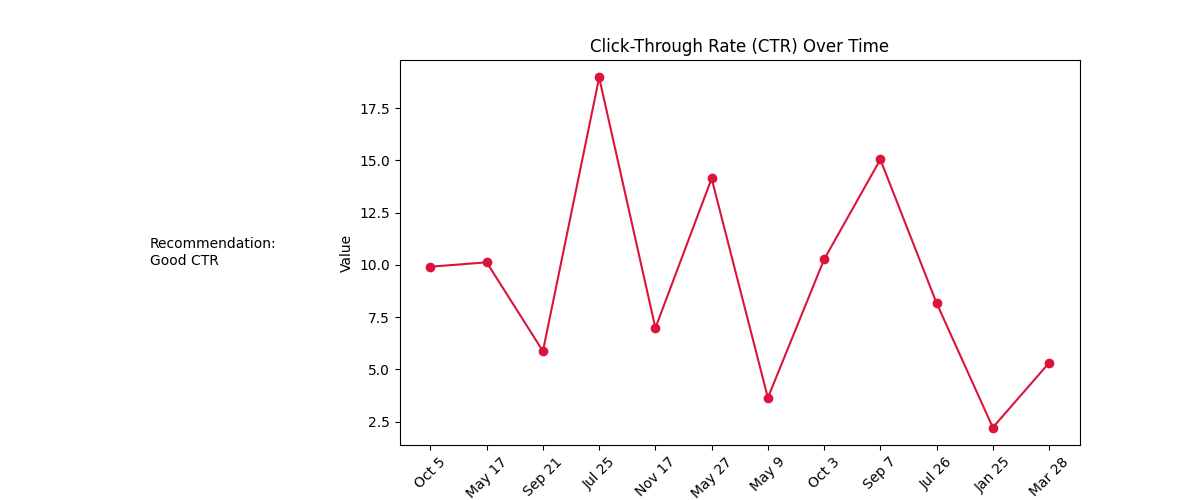 Click-Through Rate (CTR) Over Time
Recommendation:
Good CTR
Value
17.5
15.0
12.5
10.0
7.5
5.0
2.5
Oct 5
May 17
Sep 21
Jul 25
Nov 17
May 27
May 9
Oct 3
Sep 7
Jul 26
Jan 25
Mar 28